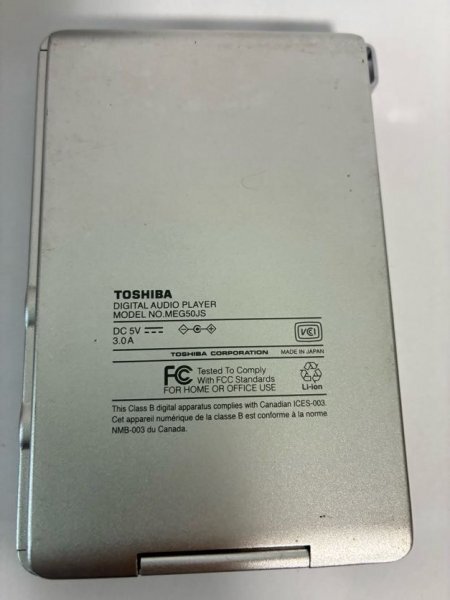 TOSHIBA
DIGITAL AUDIO PLAYER
MODEL NO.MEG50JS
DC 5V
3.0A
VCCI
TOSHIBA CORPORATION MADE IN JAPAN
FC Tested To Comply
With FCC Standards
FOR HOME OR OFFICE USE
Li-ion
This Class B digital apparatus complies with Canadian ICES-003.
Cet appareil numérique de la classe B est conforme à la norme
NMB-003 du Canada.